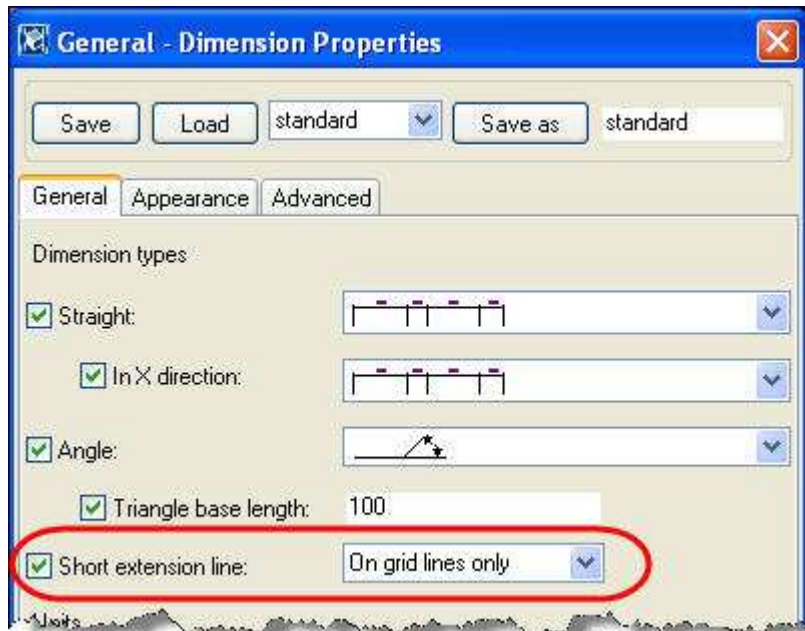 General - Dimension Properties
Save Load standard Save as standard
General Appearance Advanced
Dimension types
Straight:
In X direction:
Angle:
Triangle base length: 100
Short extension line: On grid lines only
Units